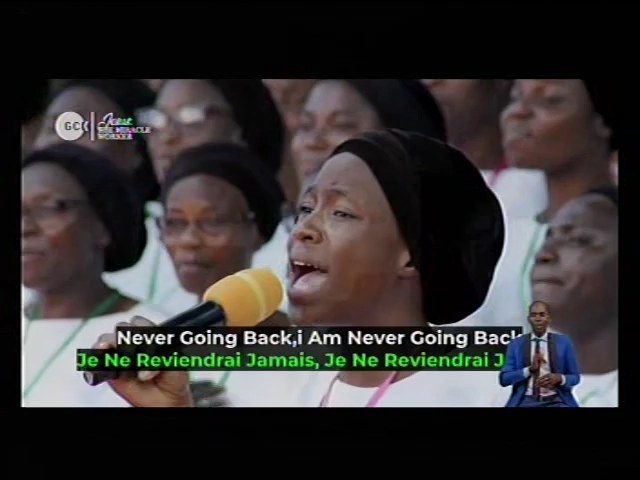 GCK
Jesus
THE MIRACLE
WORKER
Never Going Back,i Am Never Going Back
Je Ne Reviendrai Jamais, Je Ne Reviendrai J